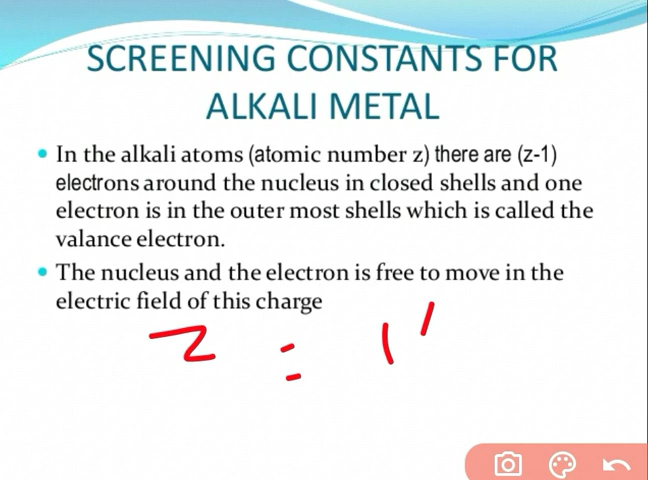 SCREENING CONSTANTS FOR
ALKALI METAL
In the alkali atoms (atomic number z) there are (z-1)
electrons around the nucleus in closed shells and one
electron is in the outer most shells which is called the
valance electron.
The nucleus and the electron is free to move in the
electric field of this charge
z = 1